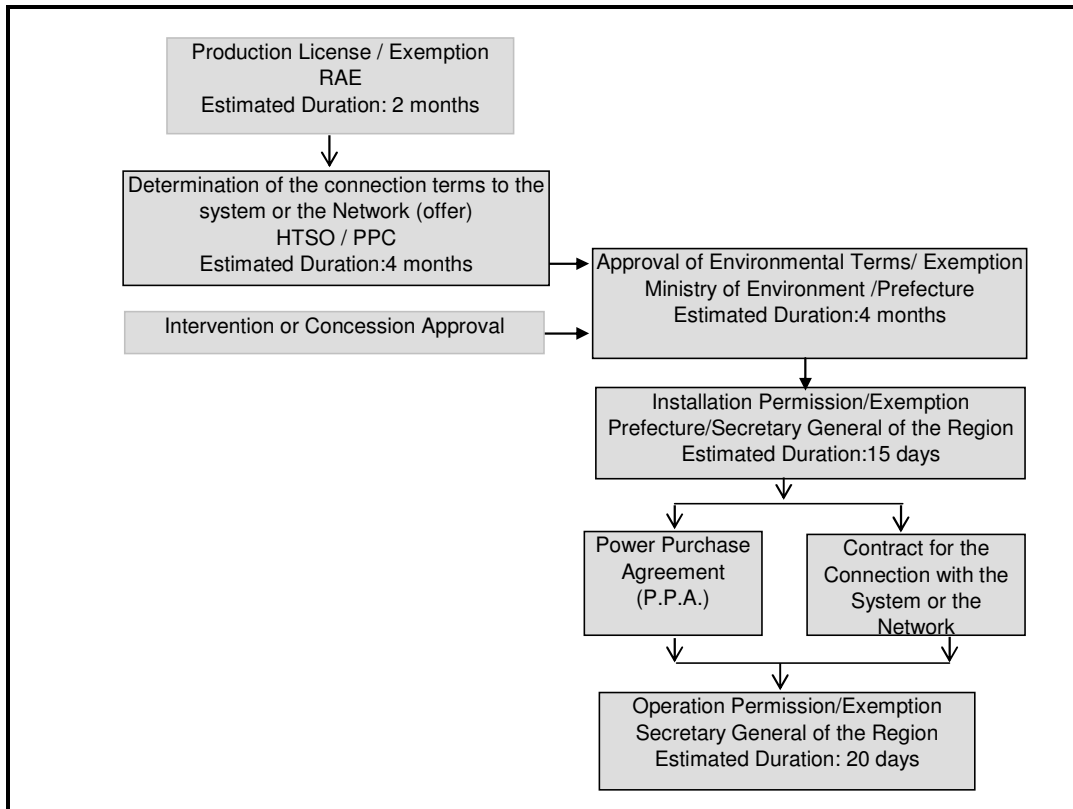 Production License / Exemption
RAE
Estimated Duration: 2 months
Determination of the connection terms to the
system or the Network (offer)
HTSO / PPC
Estimated Duration:4 months
Intervention or Concession Approval
Approval of Environmental Terms/ Exemption
Ministry of Environment /Prefecture
Estimated Duration:4 months
Installation Permission/Exemption
Prefecture/Secretary General of the Region
Estimated Duration:15 days
Power Purchase
Agreement
(P.P.A.)
Contract for the
Connection with the
System or the
Network
Operation Permission/Exemption
Secretary General of the Region
Estimated Duration: 20 days